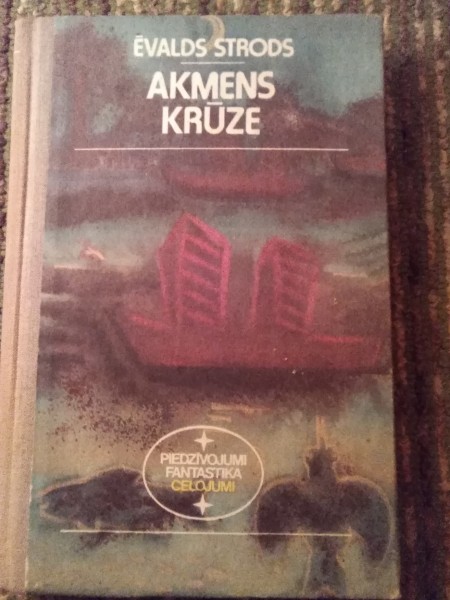 ĒVALDS STRODS
AKMENS
KRŪZE
PIEDZĪVOJUMI
FANTASTIKA
CEĻOJUMI